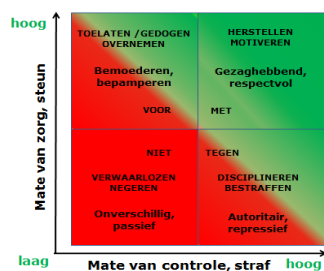 hoog
TOELATEN /GEDOGEN
OVERNEMEN
Bemoederen,
bepamperen
VOOR
HERSTELLEN
MOTIVEREN
Gezaghebbend,
respectvol
MET
NIET
VERWAARLOZEN
NEGEREN
Onverschillig,
passief
TEGEN
DISCIPLINEREN
BESTRAFFEN
Autoritair,
repressief
Mate van zorg, steun
laag
Mate van controle, straf
hoog